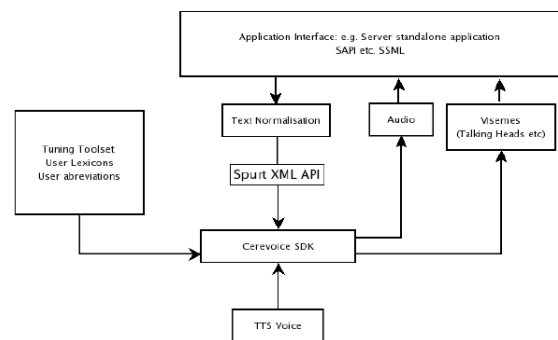 Application Interface: e.g. Server standalone application
SAPI etc. SSML
Text Normalisation
Audio
Visemes
(Talking Heads etc)
Tuning Toolset
User Lexicons
User abreviations
Spurt XML API
Cerevoice SDK
TTS Voice